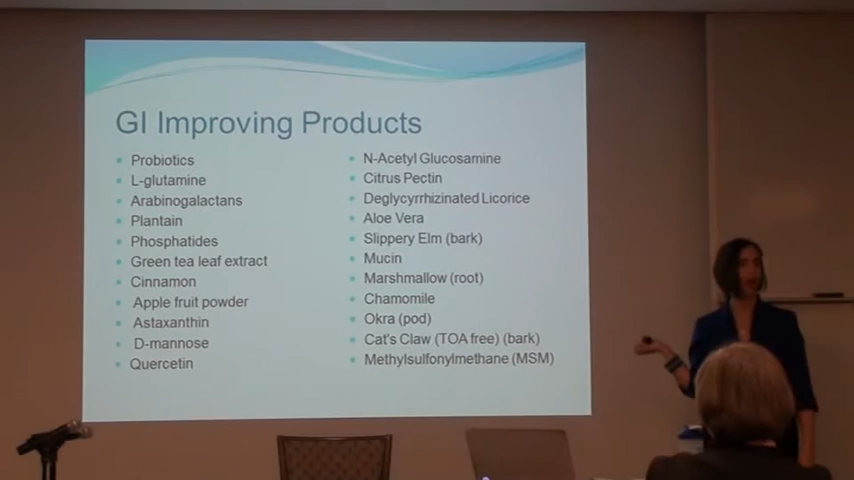 GI Improving Products
Probiotics
L-glutamine
Arabinogalactans
Plantain
Phosphatides
Green tea leaf extract
Cinnamon
Apple fruit powder
Astaxanthin
D-mannose
Quercetin
N-Acetyl Glucosamine
Citrus Pectin
Deglycyrrhizinated Licorice
Aloe Vera
Slippery Elm (bark)
Mucin
Marshmallow (root)
Chamomile
Okra (pod)
Cat's Claw (TOA free) (bark)
Methylsulfonylmethane (MSM)